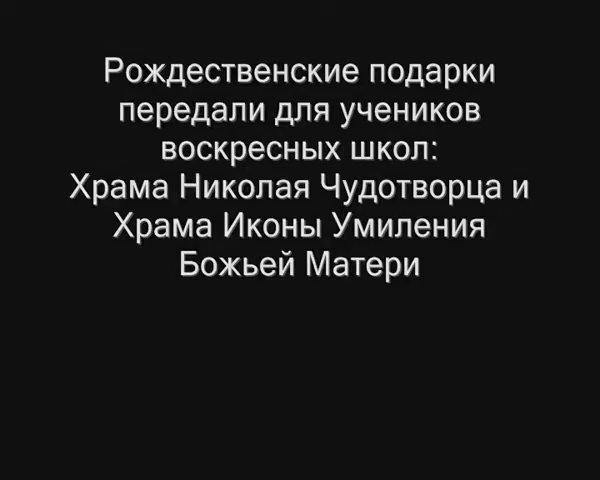 Рождественские подарки
передали для учеников
воскресных школ:
Храма Николая Чудотворца и
Храма Иконы Умиления
Божьей Матери